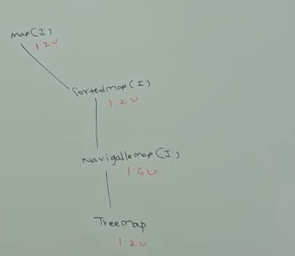 Map(I)
1.2V
Sortedmap(I)
1.2V
Navigablemap(I)
1.6V
Treemap
1.2V